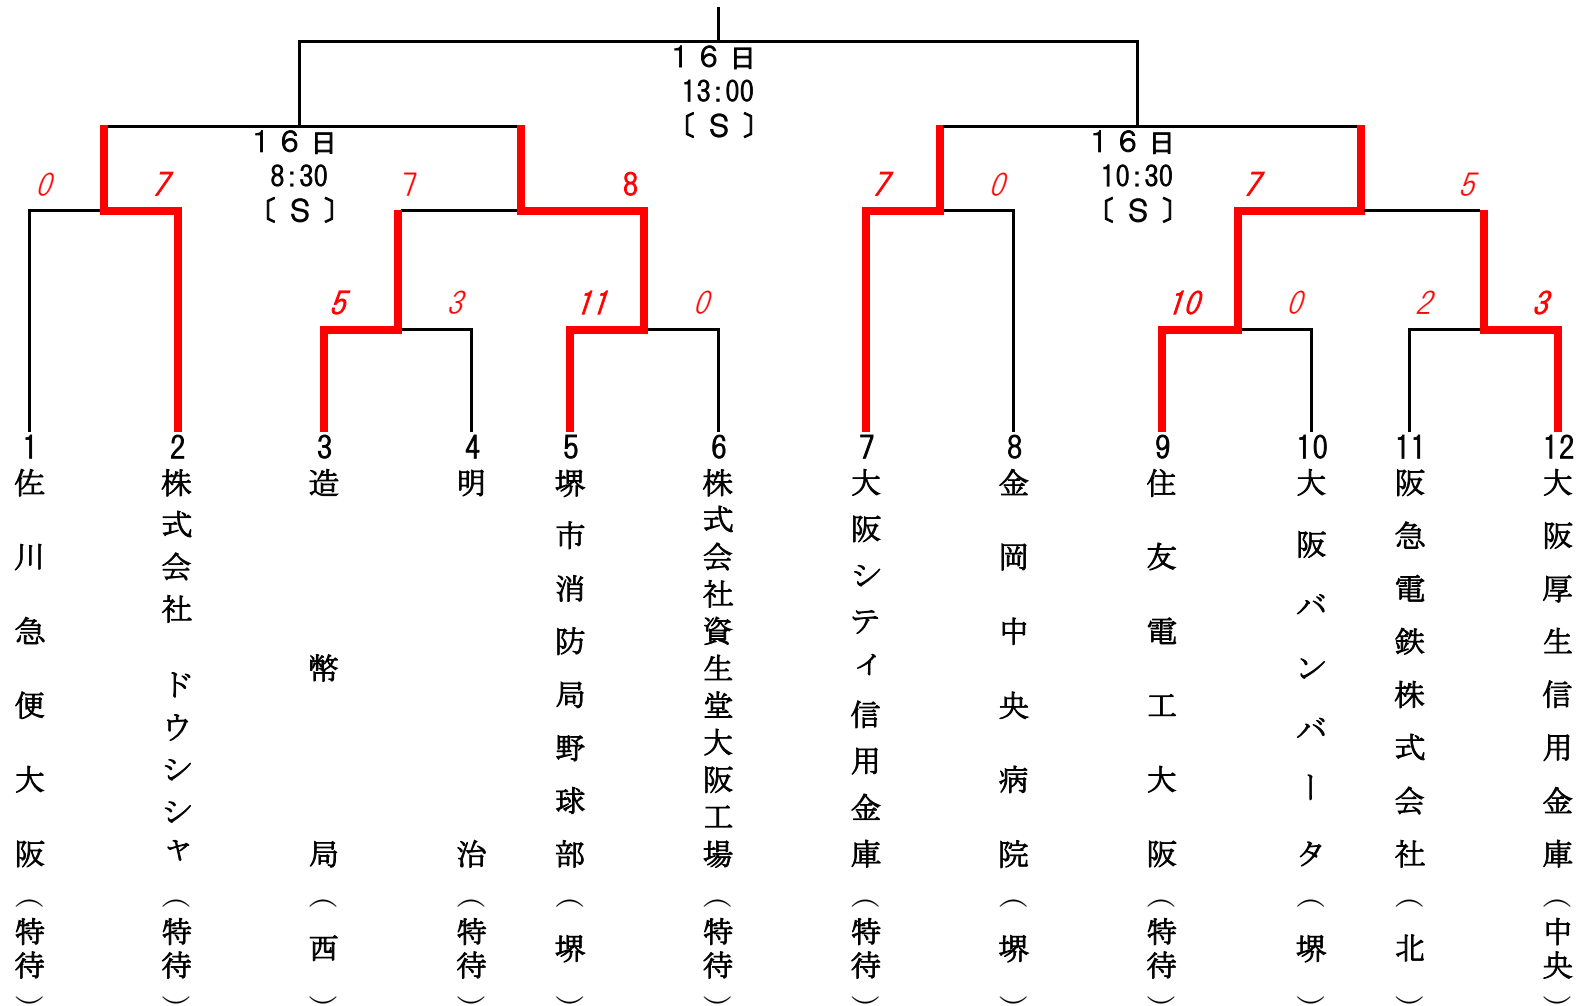 １６日
13:00
〔 S 〕
１６日
8:30
〔 S 〕
１６日
10:30
〔 S 〕
0 7 7 8 7 0 7 5
5 3 11 0 10 0 2 3
1 2 3 4 5 6 7 8 9 10 11 12
佐川急便大阪（特待）
株式会社 ドウシシャ（特待）
造幣局（西）
明治（特待）
堺市消防局野球部（堺）
株式会社資生堂大阪工場（特待）
大阪シティ信用金庫（特待）
金岡中央病院（堺）
住友電工大阪（特待）
大阪バンバータ（堺）
阪急電鉄株式会社（北）
大阪厚生信用金庫（中央）